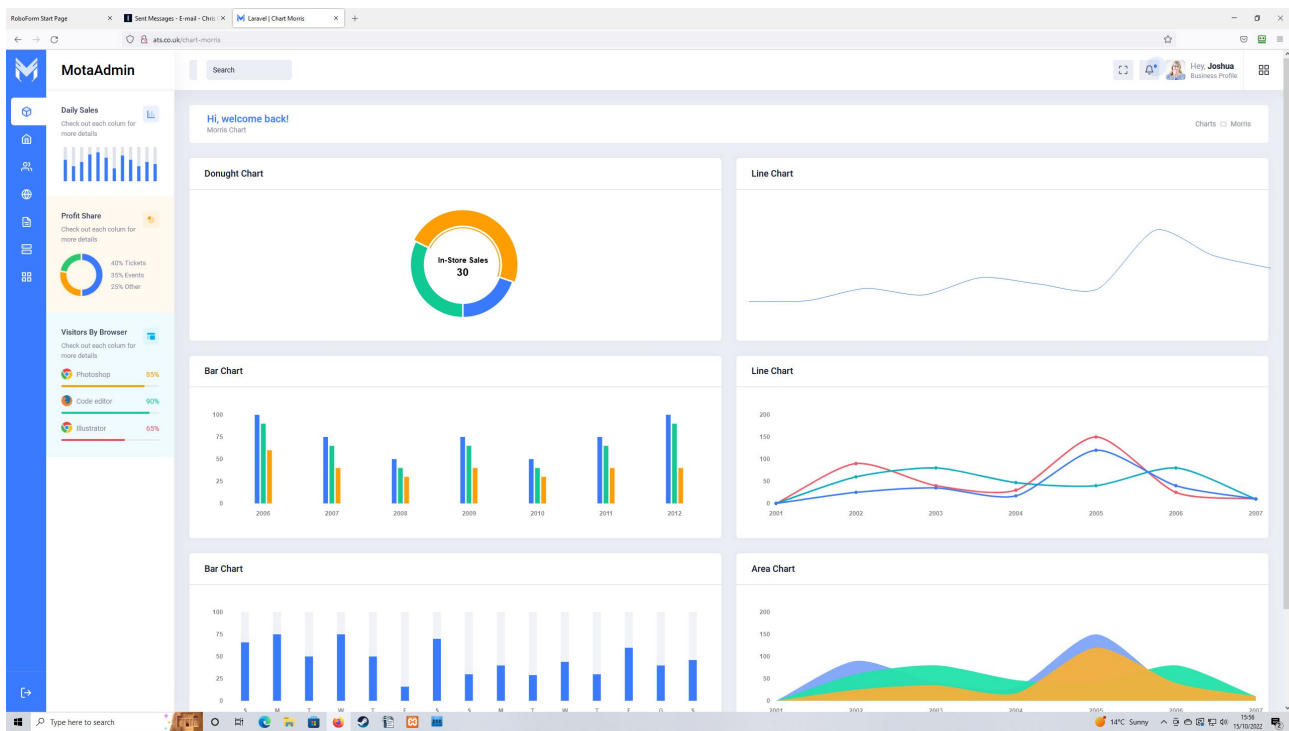 RoboForm Start Page
Sent Messages - E-mail - Chris
Laravel | Chart Morris
ats.co.uk/chart-morris
MotaAdmin
Search
Hey, Joshua
Business Profile
Daily Sales
Check out each colum for
more details
Profit Share
Check out each colum for
more details
40% Tickets
35% Events
25% Other
Visitors By Browser
Check out each colum for
more details
Photoshop 85%
Code editor 90%
Illustrator 65%
Hi, welcome back!
Morris Chart
Charts Morris
Donught Chart
In-Store Sales
30
Line Chart
Bar Chart
100
75
50
25
0
2006 2007 2008 2009 2010 2011 2012
Line Chart
200
150
100
50
0
2001 2002 2003 2004 2005 2006 2007
Bar Chart
100
75
50
25
0
S M T W T F S S M T W T F G S
Area Chart
200
150
100
50
0
2001 2002 2003 2004 2005 2006 2007
Type here to search
14°C Sunny
15:56
15/10/2022